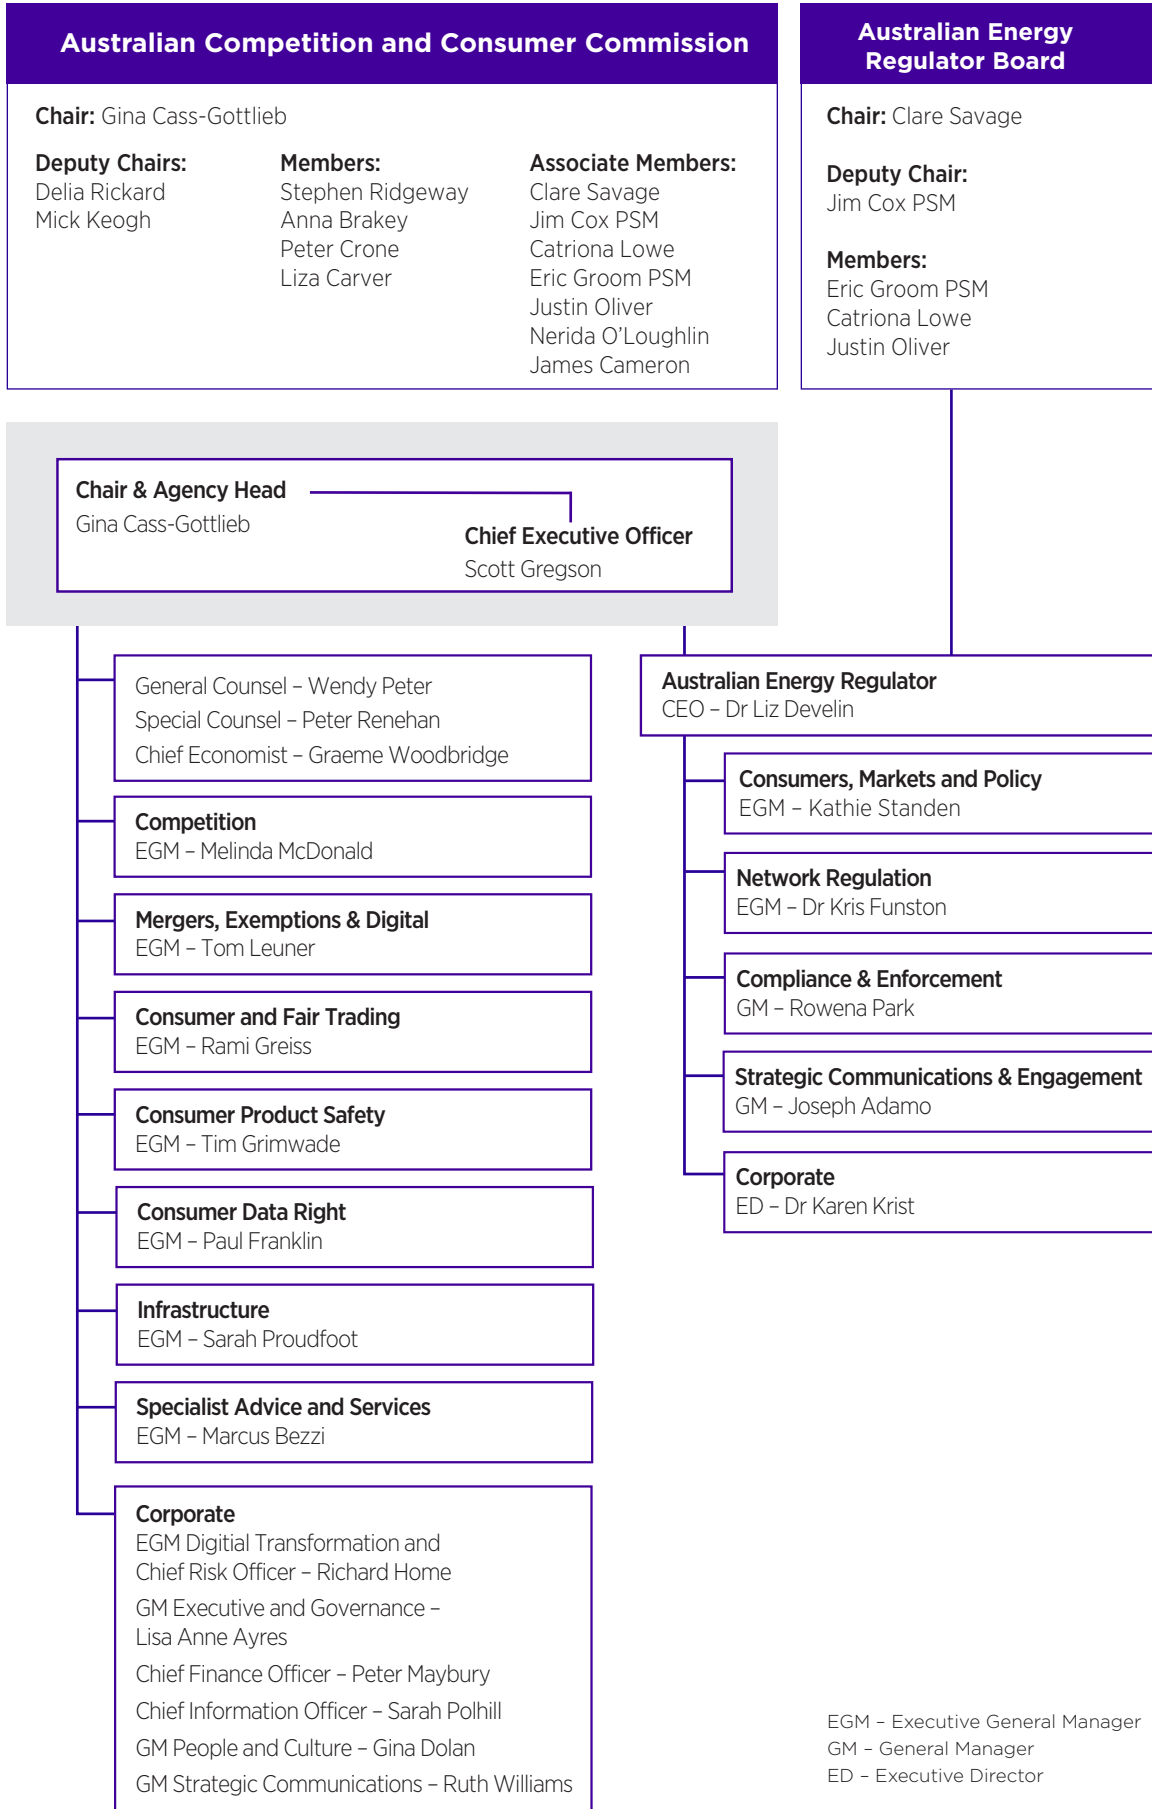 Australian Competition and Consumer Commission
Chair: Gina Cass-Gottlieb
Deputy Chairs:
Delia Rickard
Mick Keogh
Members:
Stephen Ridgeway
Anna Brakey
Peter Crone
Liza Carver
Associate Members:
Clare Savage
Jim Cox PSM
Catriona Lowe
Eric Groom PSM
Justin Oliver
Nerida O'Loughlin
James Cameron
Australian Energy
Regulator Board
Chair: Clare Savage
Deputy Chair:
Jim Cox PSM
Members:
Eric Groom PSM
Catriona Lowe
Justin Oliver
Chair & Agency Head
Gina Cass-Gottlieb
Chief Executive Officer
Scott Gregson
General Counsel – Wendy Peter
Special Counsel – Peter Renehan
Chief Economist – Graeme Woodbridge
Competition
EGM – Melinda McDonald
Mergers, Exemptions & Digital
EGM – Tom Leuner
Consumer and Fair Trading
EGM – Rami Greiss
Consumer Product Safety
EGM – Tim Grimwade
Consumer Data Right
EGM – Paul Franklin
Infrastructure
EGM – Sarah Proudfoot
Specialist Advice and Services
EGM – Marcus Bezzi
Corporate
EGM Digitial Transformation and
Chief Risk Officer – Richard Home
GM Executive and Governance –
Lisa Anne Ayres
Chief Finance Officer – Peter Maybury
Chief Information Officer – Sarah Polhill
GM People and Culture – Gina Dolan
GM Strategic Communications – Ruth Williams
Australian Energy Regulator
CEO – Dr Liz Develin
Consumers, Markets and Policy
EGM – Kathie Standen
Network Regulation
EGM – Dr Kris Funston
Compliance & Enforcement
GM – Rowena Park
Strategic Communications & Engagement
GM – Joseph Adamo
Corporate
ED – Dr Karen Krist
EGM – Executive General Manager
GM – General Manager
ED – Executive Director